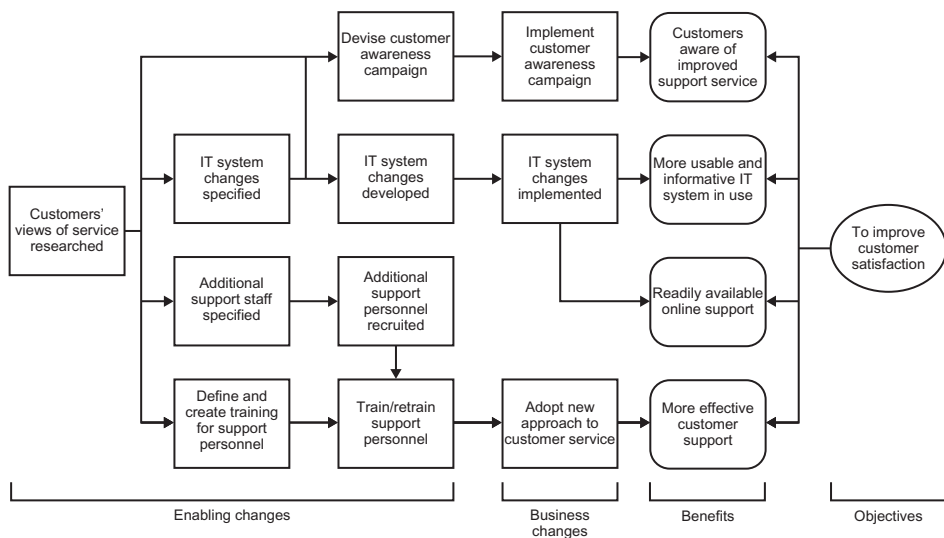 Devise customer
awareness
campaign
Implement
customer
awareness
campaign
Customers
aware of
improved
support service
IT system
changes
specified
IT system
changes
developed
IT system
changes
implemented
More usable and
informative IT
system in use
Customers’
views of service
researched
To improve
customer
satisfaction
Additional
support staff
specified
Additional
support
personnel
recruited
Readily available
online support
Define and
create training
for support
personnel
Train/retrain
support
personnel
Adopt new
approach to
customer service
More effective
customer
support
Enabling changes
Business
changes
Benefits
Objectives